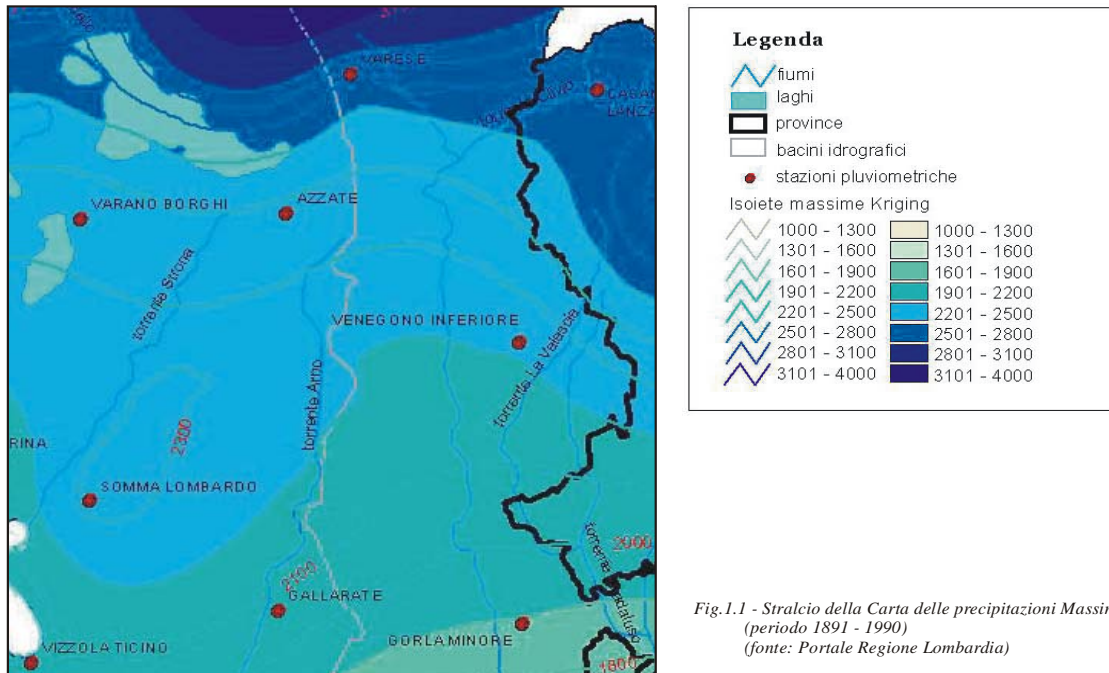 VARESE
VARANO BORGHI
AZZATE
torrente Strona
VENEGONO INFERIORE
torrente Arno
torrente La Valascia
RINA
2300
SOMMA LOMBARDO
2100
GALLARATE
torrente
2000
GORLA MINORE
VIZZOLA TICINO
1800
Legenda
fiumi
laghi
province
bacini idrografici
stazioni pluviometriche
Isoiete massime Kriging
1000 - 1300 1000 - 1300
1301 - 1600 1301 - 1600
1601 - 1900 1601 - 1900
1901 - 2200 1901 - 2200
2201 - 2500 2201 - 2500
2501 - 2800 2501 - 2800
2801 - 3100 2801 - 3100
3101 - 4000 3101 - 4000
Fig.1.1 - Stralcio della Carta delle precipitazioni Massim
(periodo 1891 - 1990)
(fonte: Portale Regione Lombardia)